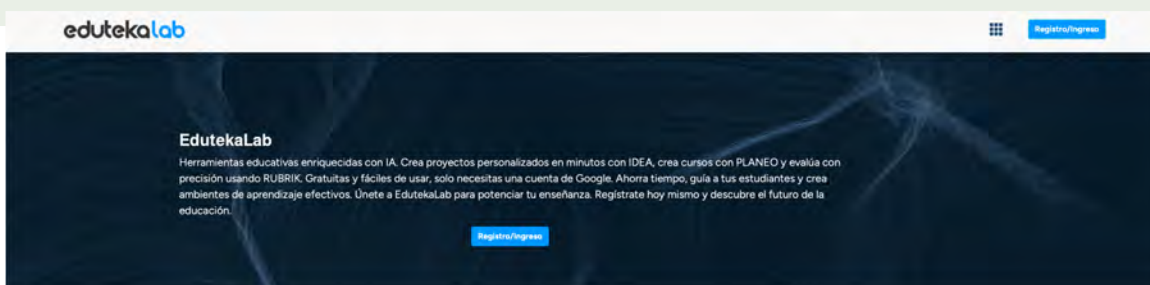 edutekalab
Registro/Ingreso
EdutekaLab
Herramientas educativas enriquecidas con IA. Crea proyectos personalizados en minutos con IDEA, crea cursos con PLANEO y evalúa con
precisión usando RUBRIK. Gratuitas y fáciles de usar, solo necesitas una cuenta de Google. Ahorra tiempo, guía a tus estudiantes y crea
ambientes de aprendizaje efectivos. Únete a EdutekaLab para potenciar tu enseñanza. Regístrate hoy mismo y descubre el futuro de la
educación.
Registro/Ingreso